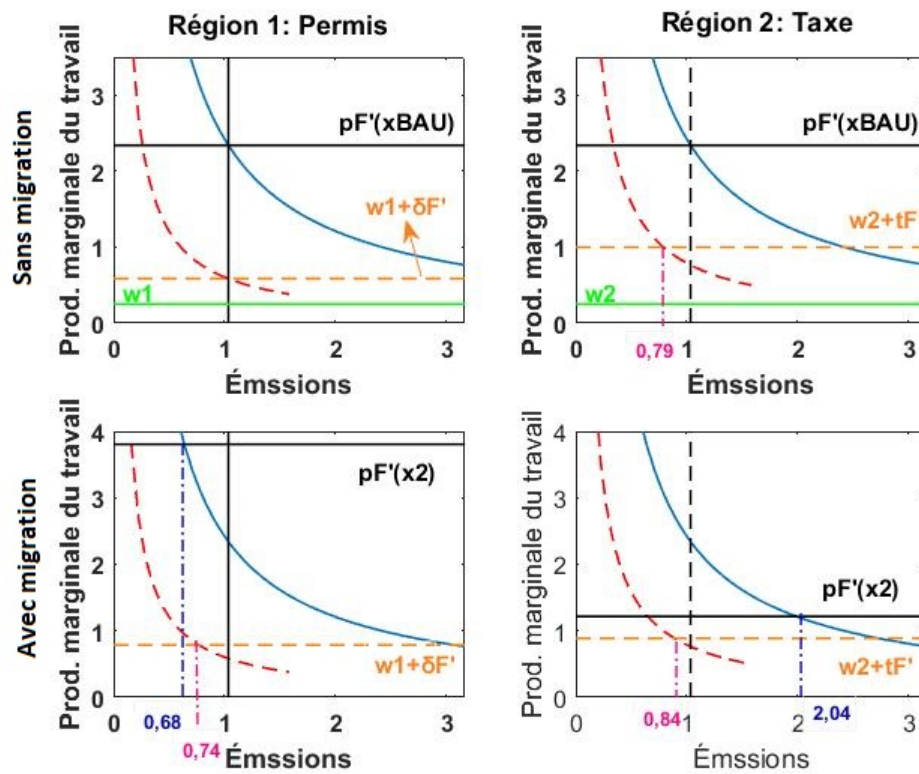 Région 1: Permis
Région 2: Taxe
Sans migration
Prod. marginale du travail
3
2
1
0
pF'(xBAU)
w1+δF'
w1
0
1
2
3
Émssions
Prod. marginale du travail
3
2
1
0
pF'(xBAU)
w2+tF'
w2
0,79
0
1
2
3
Émssions
Avec migration
Prod. marginale du travail
4
3
2
1
0
pF'(x2)
w1+δF'
0
1
2
3
0,68
0,74
Émssions
Prod. marginale du travail
4
3
2
1
0
pF'(x2)
w2+tF'
0
1
2
3
0,84
2,04
Émssions